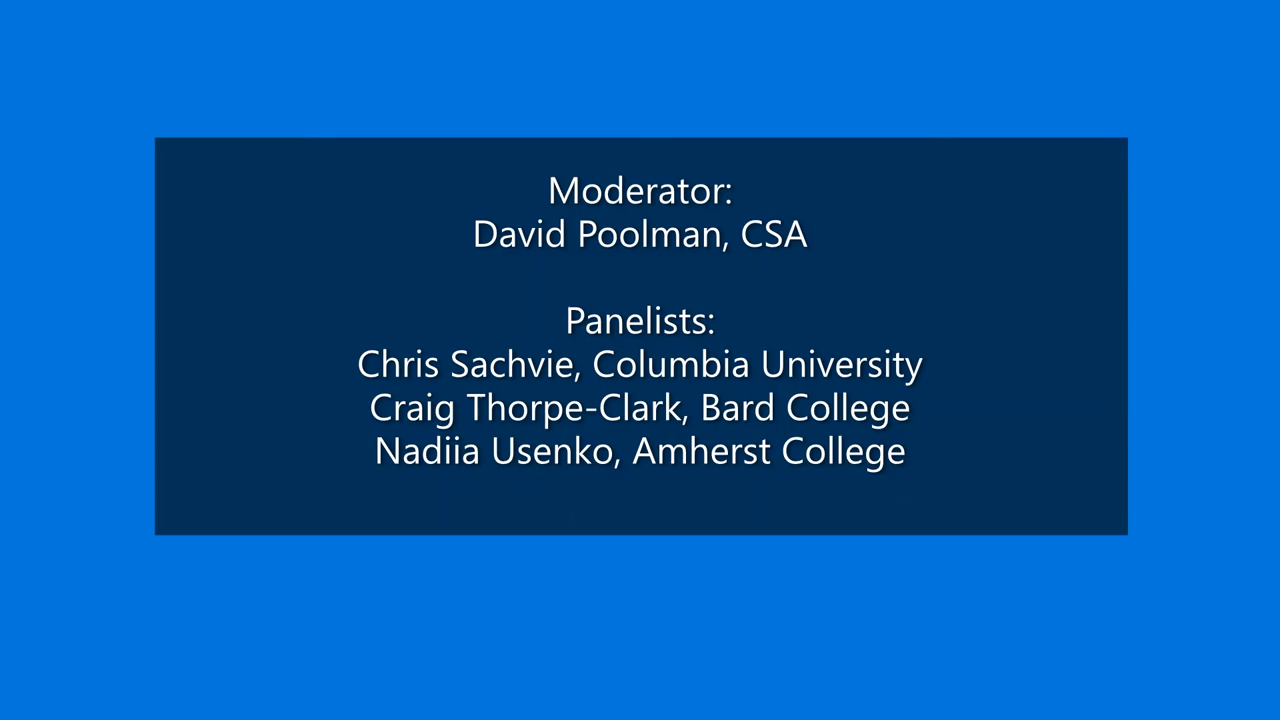 Moderator:
David Poolman, CSA
Panelists:
Chris Sachvie, Columbia University
Craig Thorpe-Clark, Bard College
Nadiia Usenko, Amherst College